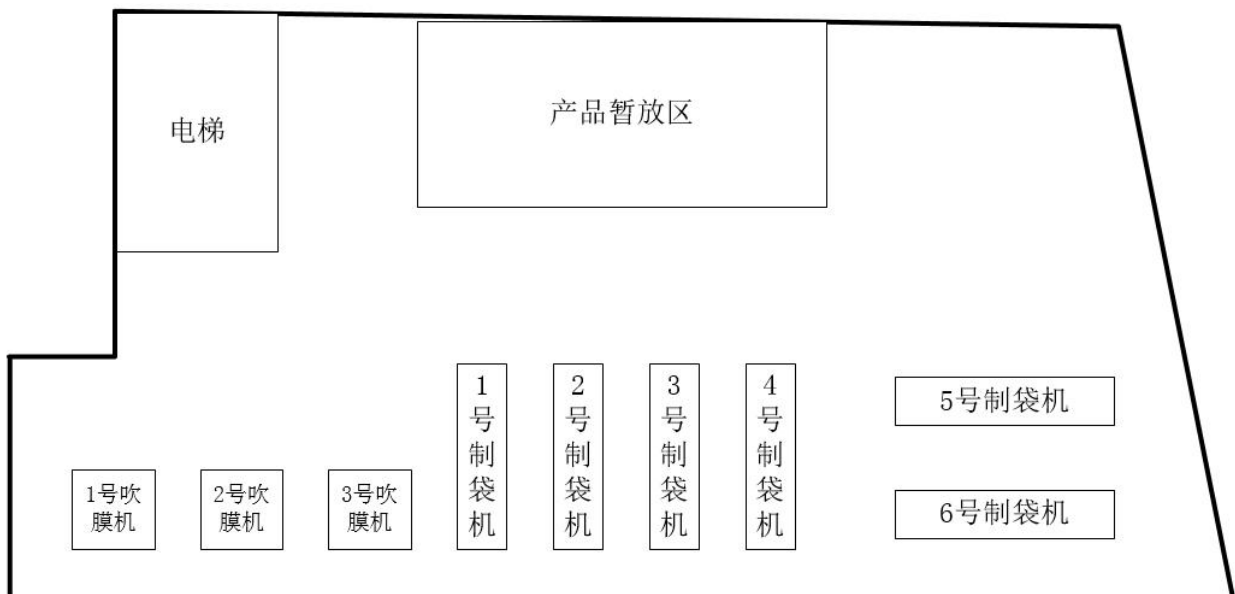 电梯
产品暂放区
1号制袋机
2号制袋机
3号制袋机
4号制袋机
5号制袋机
6号制袋机
1号吹
膜机
2号吹
膜机
3号吹
膜机